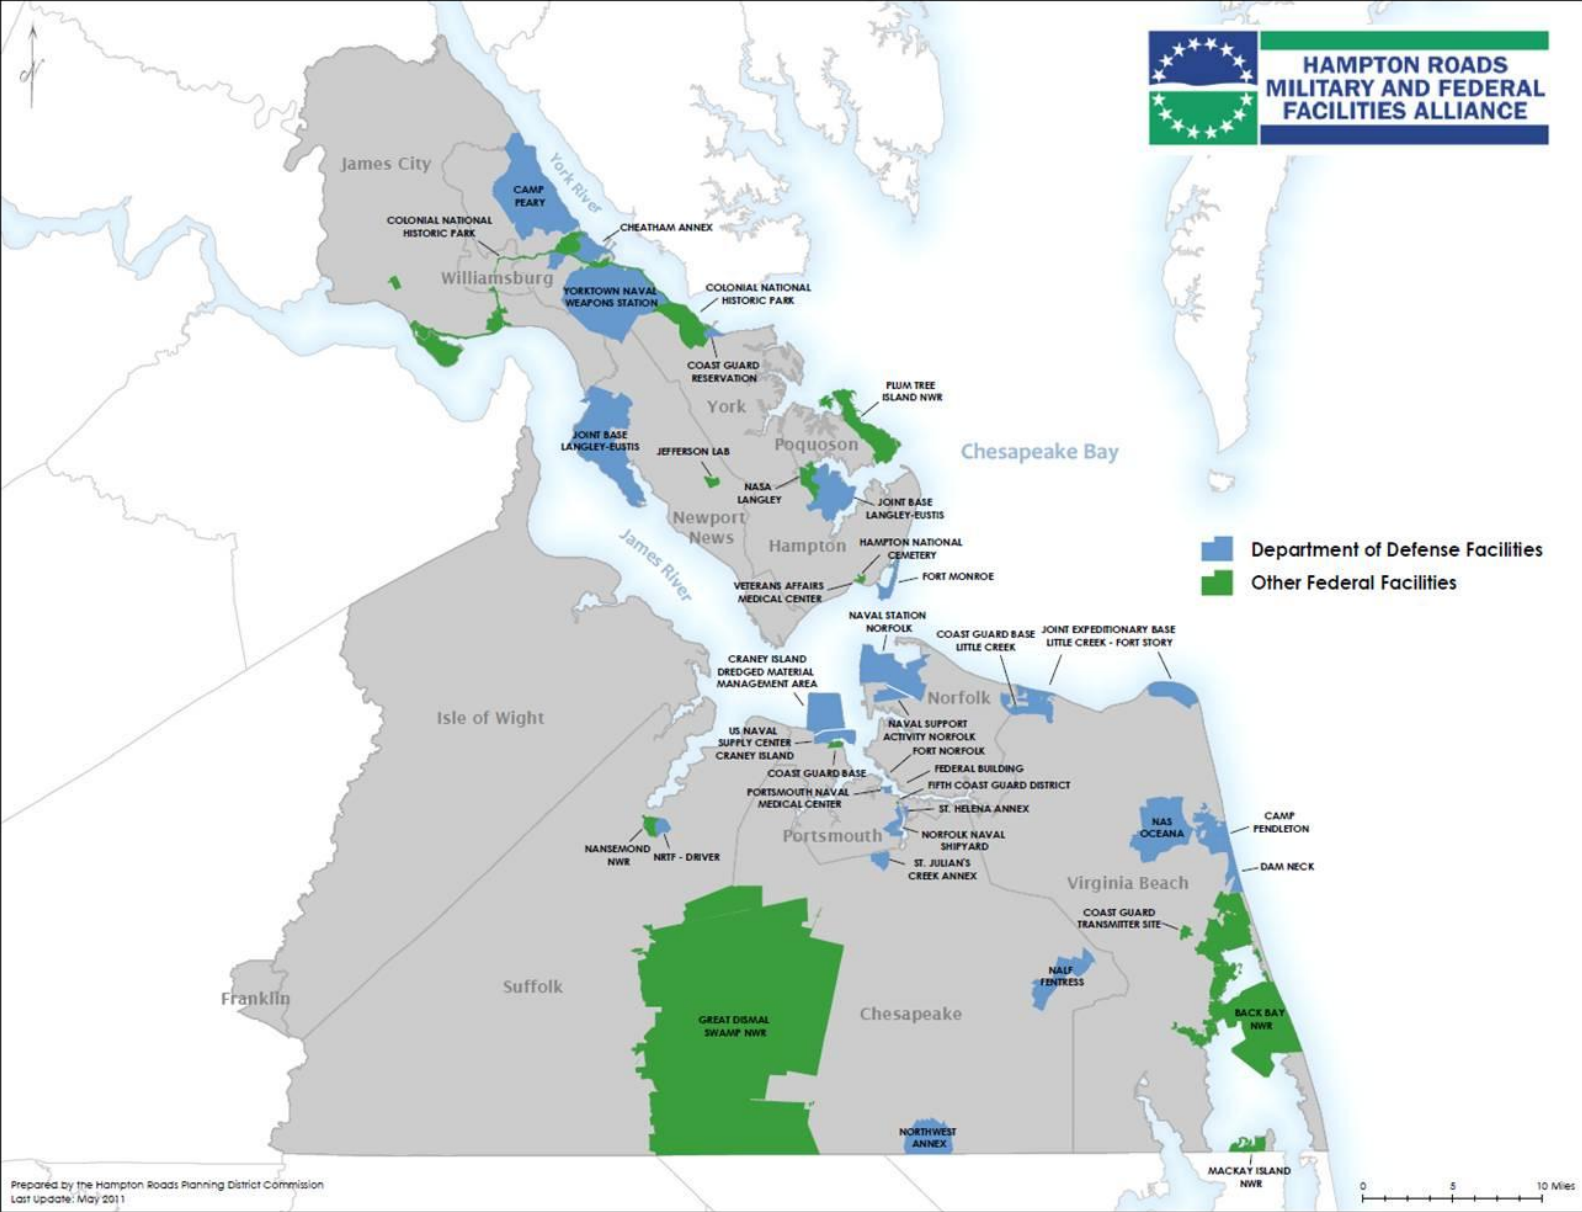 HAMPTON ROADS
MILITARY AND FEDERAL
FACILITIES ALLIANCE
James City
York River
CAMP
PEARY
COLONIAL NATIONAL
HISTORIC PARK
CHEATHAM ANNEX
Williamsburg
YORKTOWN NAVAL
WEAPONS STATION
COLONIAL NATIONAL
HISTORIC PARK
COAST GUARD
RESERVATION
PLUM TREE
ISLAND NWR
York
Poquoson
Chesapeake Bay
JOINT BASE
LANGLEY-EUSTIS
JEFFERSON LAB
NASA
LANGLEY
JOINT BASE
LANGLEY-EUSTIS
Newport
News
Hampton
HAMPTON NATIONAL
CEMETERY
James River
FORT MONROE
VETERANS AFFAIRS
MEDICAL CENTER
Department of Defense Facilities
Other Federal Facilities
NAVAL STATION
NORFOLK
COAST GUARD BASE
LITTLE CREEK
JOINT EXPEDITIONARY BASE
LITTLE CREEK - FORT STORY
CRANEY ISLAND
DREDGED MATERIAL
MANAGEMENT AREA
Norfolk
Isle of Wight
NAVAL SUPPORT
ACTIVITY NORFOLK
US NAVAL
SUPPLY CENTER
CRANEY ISLAND
FORT NORFOLK
COAST GUARD BASE
FEDERAL BUILDING
FIFTH COAST GUARD DISTRICT
PORTSMOUTH NAVAL
MEDICAL CENTER
ST. HELENA ANNEX
Portsmouth
NORFOLK NAVAL
SHIPYARD
NAS
OCEANA
CAMP
PENDLETON
NANSEMOND
NWR
NRTF - DRIVER
ST. JULIAN'S
CREEK ANNEX
DAM NECK
Virginia Beach
COAST GUARD
TRANSMITTER SITE
NALF
FENTRESS
Franklin
Suffolk
GREAT DISMAL
SWAMP NWR
Chesapeake
BACK BAY
NWR
NORTHWEST
ANNEX
MACKAY ISLAND
NWR
Prepared by the Hampton Roads Planning District Commission
Last Update: May 2011
0 5 10 Miles